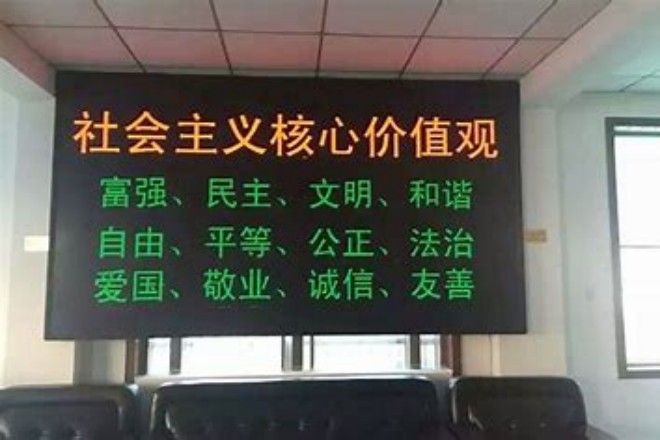 社会主义核心价值观
富强、民主、文明、和谐
自由、平等、公正、法治
爱国、敬业、诚信、友善